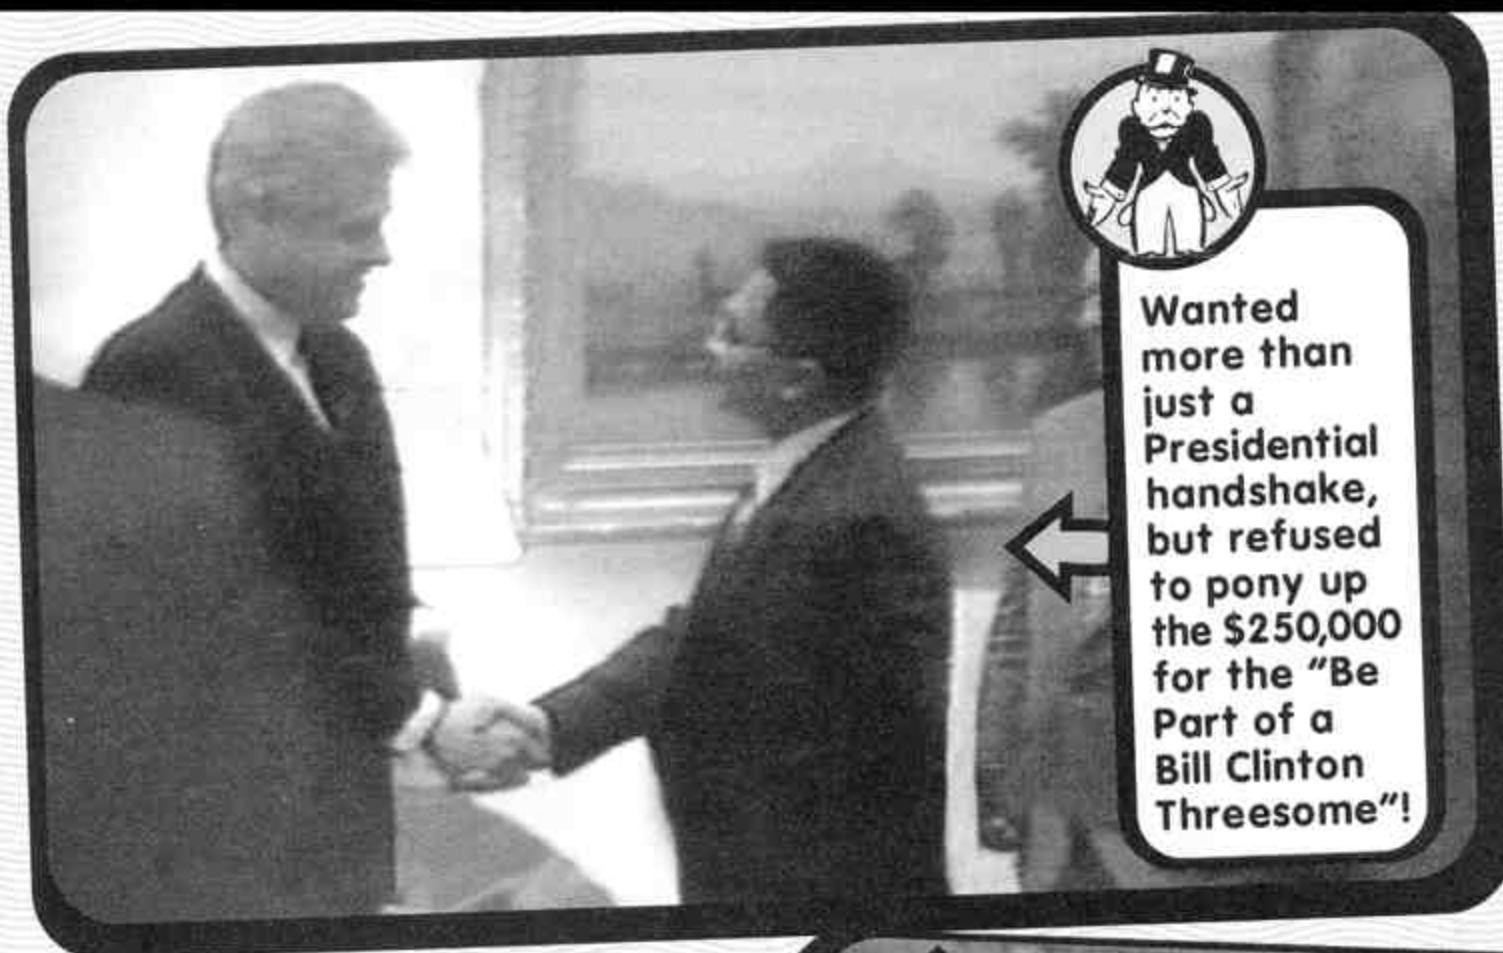 Wanted
more than
just a
Presidential
handshake,
but refused
to pony up
the $250,000
for the "Be
Part of a
Bill Clinton
Threesome"!